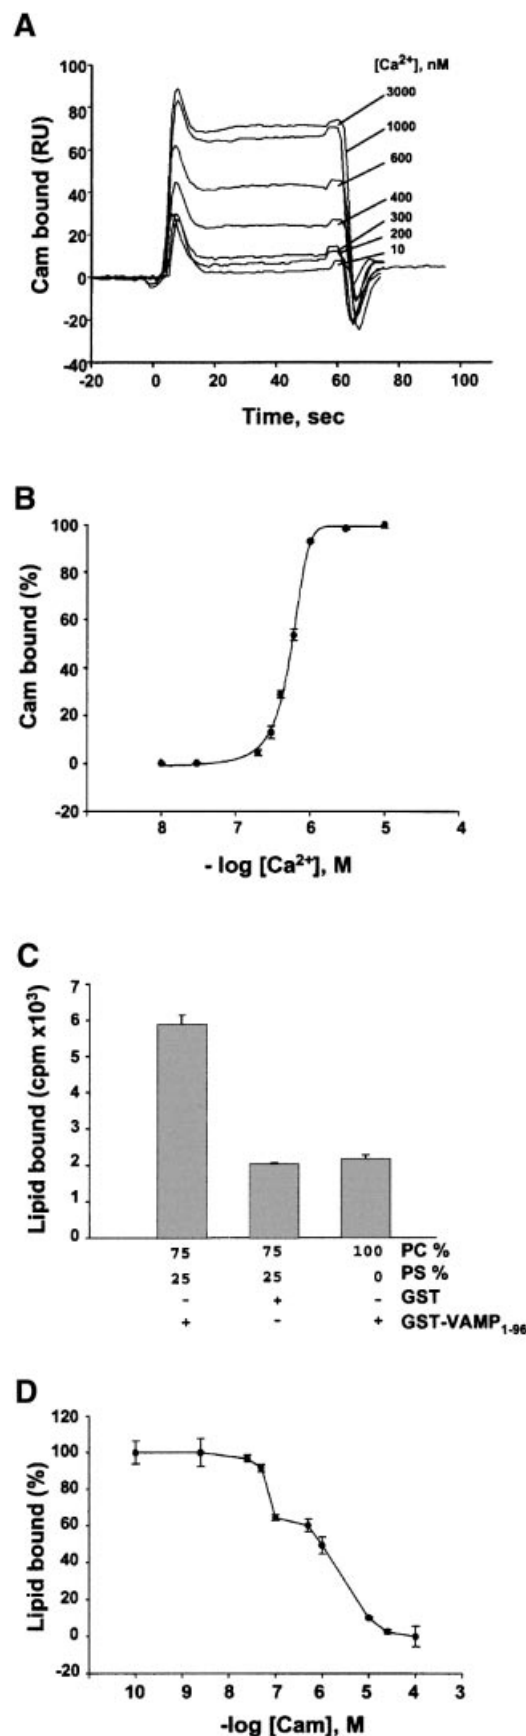 A
[Ca2+], nM
100
80
60
40
20
0
-20
-40
3000
1000
600
400
300
200
10
Cam bound (RU)
-20 0 20 40 60 80 100
Time, sec
B
100
80
60
40
20
0
-20
Cam bound (%)
8 7 6 5 4
- log [Ca2+], M
C
7
6
5
4
3
2
1
0
Lipid bound (cpm x10³)
75 75 100 PC %
25 25 0 PS %
- + - GST
+ - + GST-VAMP1-96
D
120
100
80
60
40
20
0
-20
Lipid bound (%)
10 9 8 7 6 5 4 3
-log [Cam], M